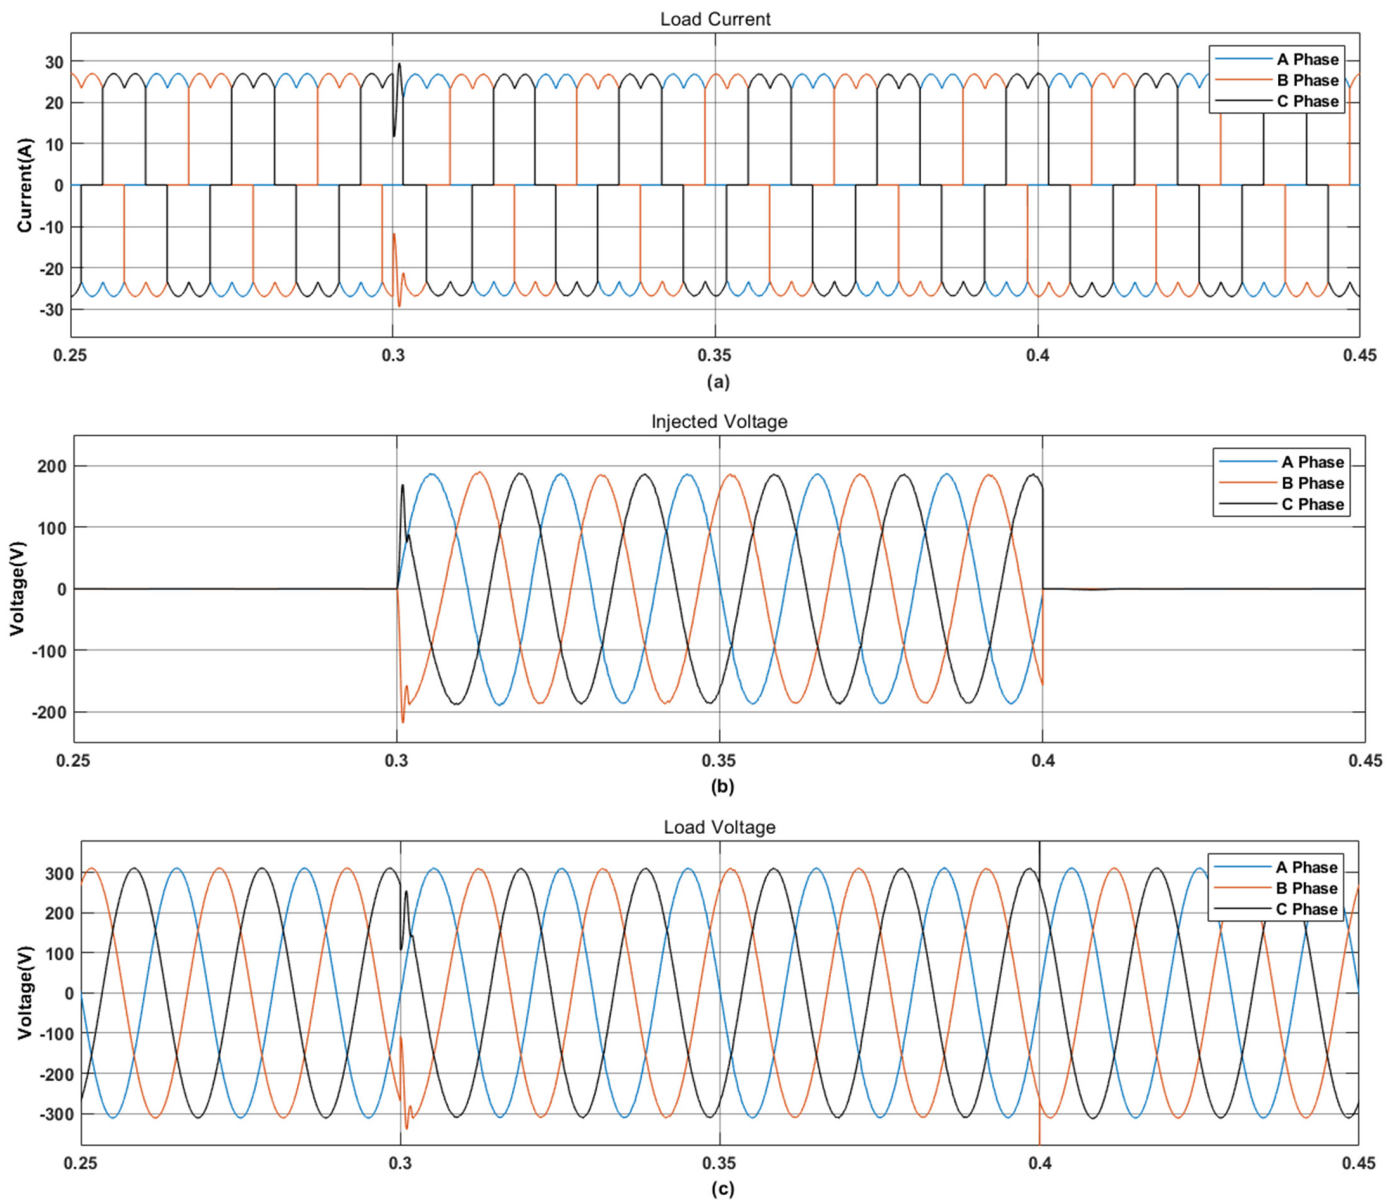 Load Current
30
20
10
0
-10
-20
-30
Current(A)
A Phase
B Phase
C Phase
0.25 0.3 0.35 0.4 0.45
(a)
Injected Voltage
200
100
0
-100
-200
Voltage(V)
A Phase
B Phase
C Phase
0.25 0.3 0.35 0.4 0.45
(b)
Load Voltage
300
200
100
0
-100
-200
-300
Voltage(V)
A Phase
B Phase
C Phase
0.25 0.3 0.35 0.4 0.45
(c)